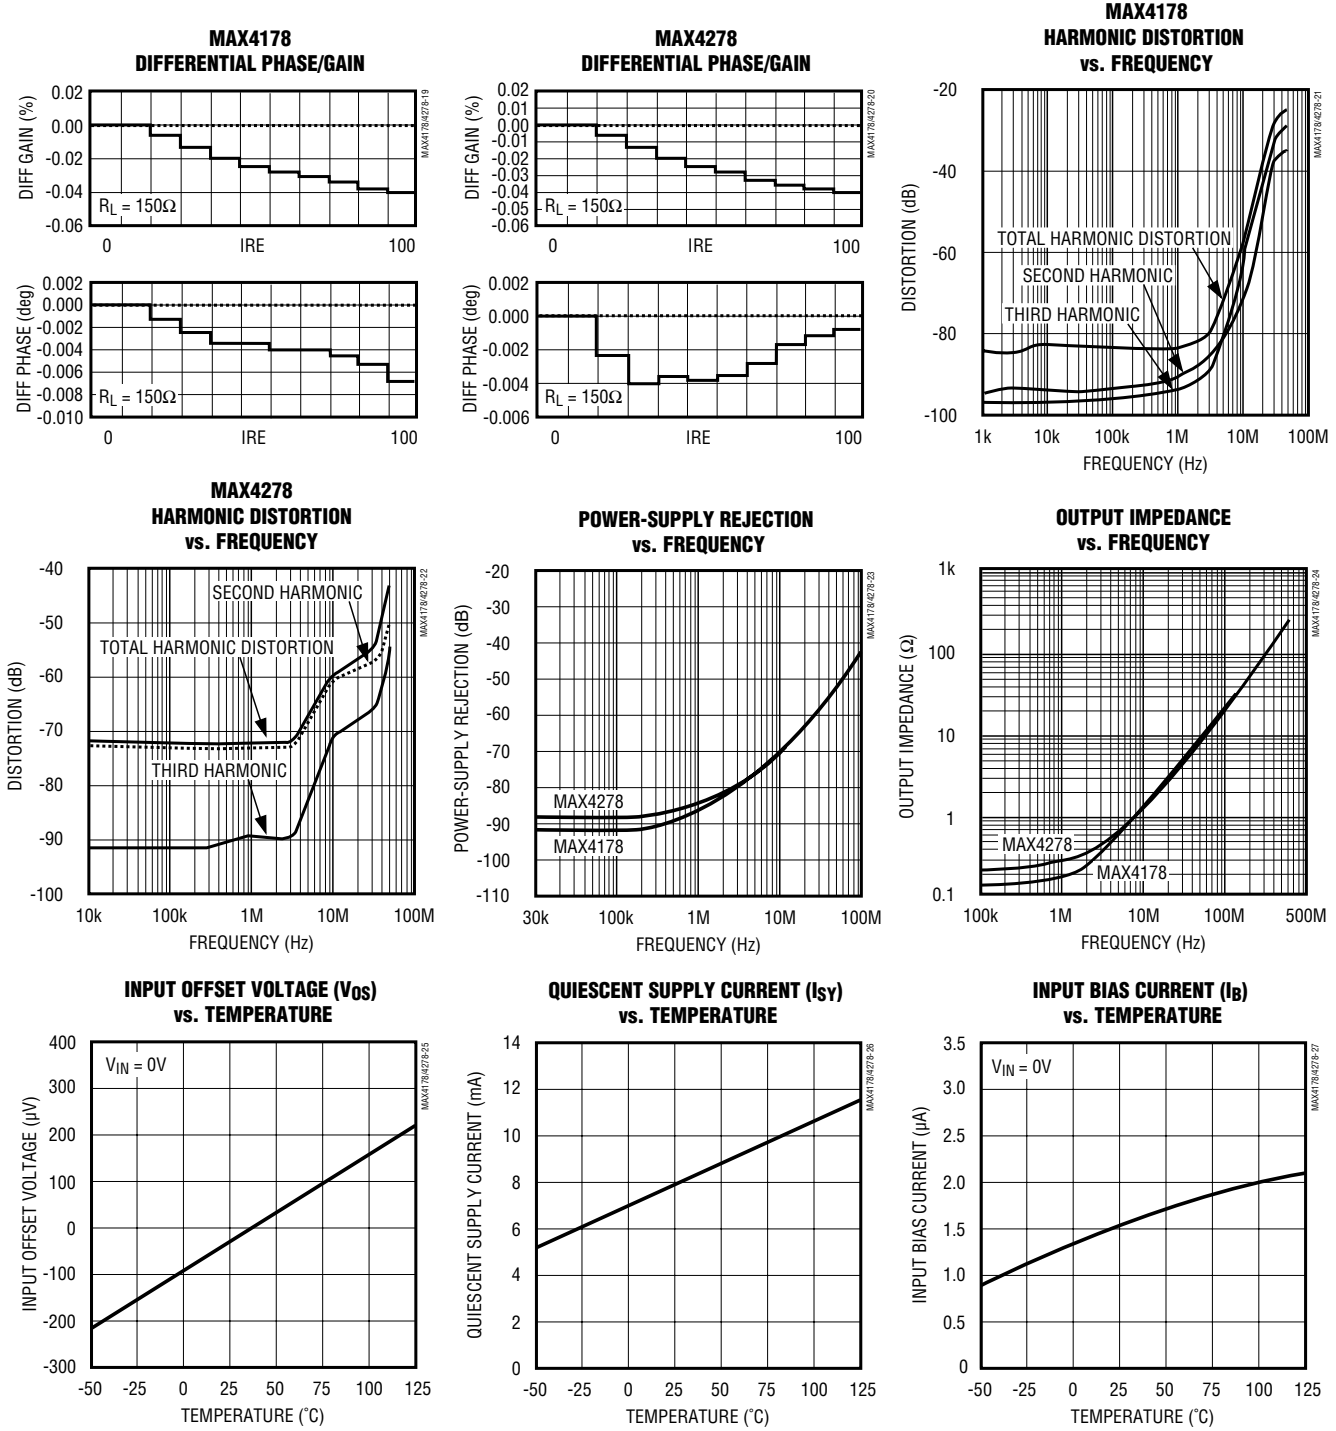 MAX4178
DIFFERENTIAL PHASE/GAIN
0.02
0.00
-0.02
-0.04
-0.06
DIFF GAIN (%)
RL = 150Ω
0 IRE 100
MAX4178/4278-19
0.002
0.000
-0.002
-0.004
-0.006
-0.008
-0.010
DIFF PHASE (deg)
RL = 150Ω
0 IRE 100
MAX4278
DIFFERENTIAL PHASE/GAIN
0.02
0.01
0.00
-0.01
-0.02
-0.03
-0.04
-0.05
-0.06
DIFF GAIN (%)
RL = 150Ω
0 IRE 100
MAX4178/4278-20
0.002
0.000
-0.002
-0.004
-0.006
DIFF PHASE (deg)
RL = 150Ω
0 IRE 100
MAX4178
HARMONIC DISTORTION
vs. FREQUENCY
-20
-40
-60
-80
-100
DISTORTION (dB)
TOTAL HARMONIC DISTORTION
SECOND HARMONIC
THIRD HARMONIC
1k 10k 100k 1M 10M 100M
FREQUENCY (Hz)
MAX4178/4278-21
MAX4278
HARMONIC DISTORTION
vs. FREQUENCY
-40
-50
-60
-70
-80
-90
-100
DISTORTION (dB)
SECOND HARMONIC
TOTAL HARMONIC DISTORTION
THIRD HARMONIC
10k 100k 1M 10M 100M
FREQUENCY (Hz)
MAX4178/4278-22
POWER-SUPPLY REJECTION
vs. FREQUENCY
-20
-30
-40
-50
-60
-70
-80
-90
-100
-110
POWER-SUPPLY REJECTION (dB)
MAX4278
MAX4178
30k 100k 1M 10M 100M
FREQUENCY (Hz)
MAX4178/4278-23
OUTPUT IMPEDANCE
vs. FREQUENCY
1k
100
10
1
0.1
OUTPUT IMPEDANCE (Ω)
MAX4278
MAX4178
100k 1M 10M 100M 500M
FREQUENCY (Hz)
MAX4178/4278-24
INPUT OFFSET VOLTAGE (VOS)
vs. TEMPERATURE
400
300
200
100
0
-100
-200
-300
INPUT OFFSET VOLTAGE (µV)
VIN = 0V
-50 -25 0 25 50 75 100 125
TEMPERATURE (˚C)
MAX4178/4278-25
QUIESCENT SUPPLY CURRENT (ISY)
vs. TEMPERATURE
14
12
10
8
6
4
2
0
QUIESCENT SUPPLY CURRENT (mA)
-50 -25 0 25 50 75 100 125
TEMPERATURE (˚C)
MAX4178/4278-26
INPUT BIAS CURRENT (IB)
vs. TEMPERATURE
3.5
3.0
2.5
2.0
1.5
1.0
0.5
0
INPUT BIAS CURRENT (µA)
VIN = 0V
-50 -25 0 25 50 75 100 125
TEMPERATURE (˚C)
MAX4178/4278-27